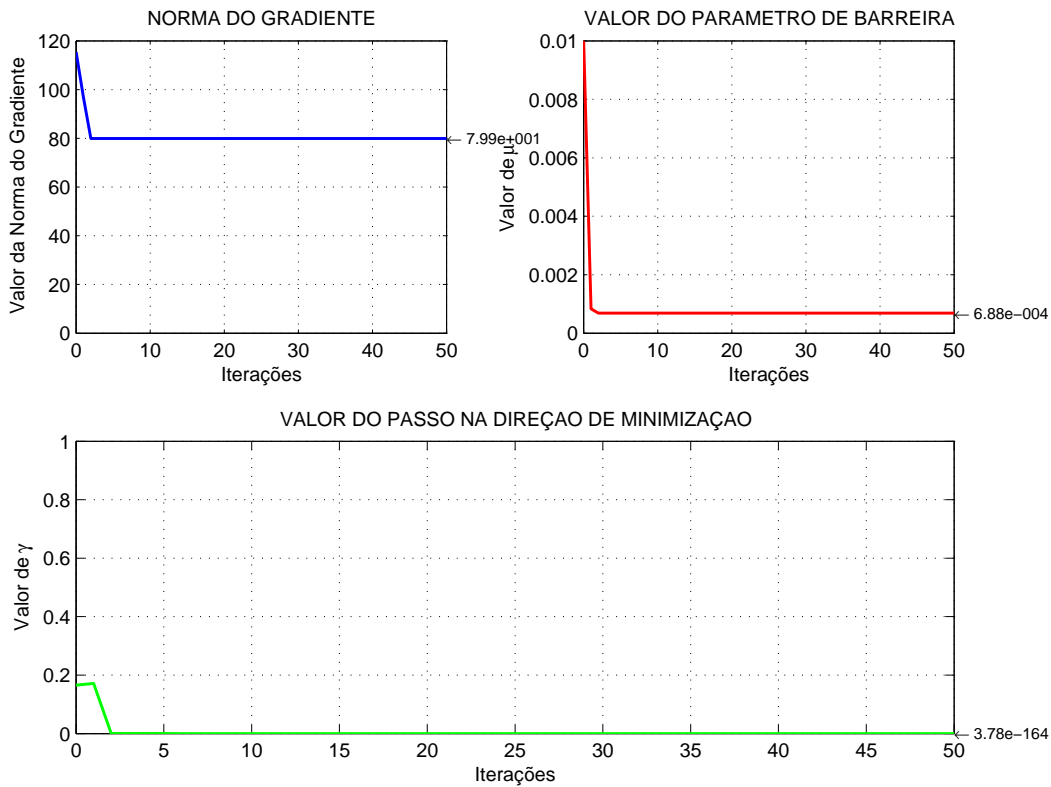 NORMA DO GRADIENTE
Valor da Norma do Gradiente
120
100
80
60
40
20
0
0 10 20 30 40 50
Iterações
← 7.99e+001
VALOR DO PARAMETRO DE BARREIRA
Valor de μ
0.01
0.008
0.006
0.004
0.002
0
0 10 20 30 40 50
Iterações
← 6.88e−004
VALOR DO PASSO NA DIREÇAO DE MINIMIZAÇAO
Valor de γ
1
0.8
0.6
0.4
0.2
0
0 5 10 15 20 25 30 35 40 45 50
Iterações
← 3.78e−164